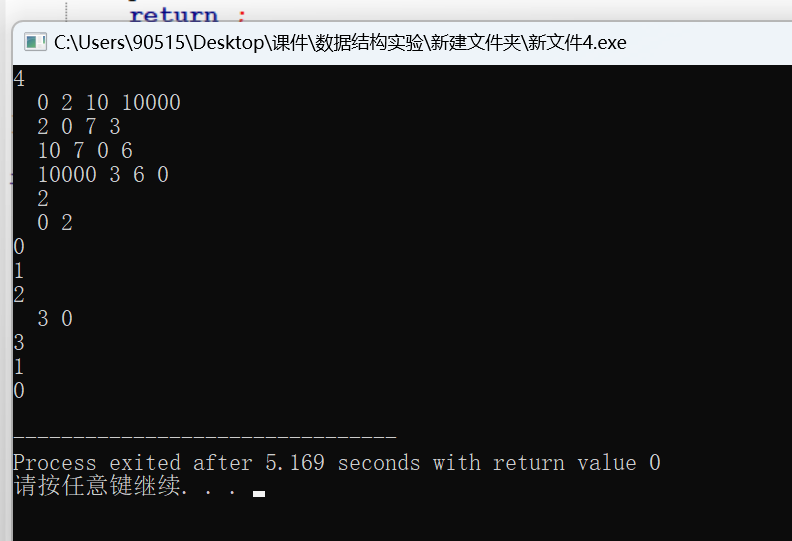 return ;
C:\Users\90515\Desktop\课件\数据结构实验\新建文件夹\新文件4.exe
4
0 2 10 10000
2 0 7 3
10 7 0 6
10000 3 6 0
2
0 2
0
1
2
3 0
3
1
0
--------------------------------
Process exited after 5.169 seconds with return value 0
请按任意键继续. . .